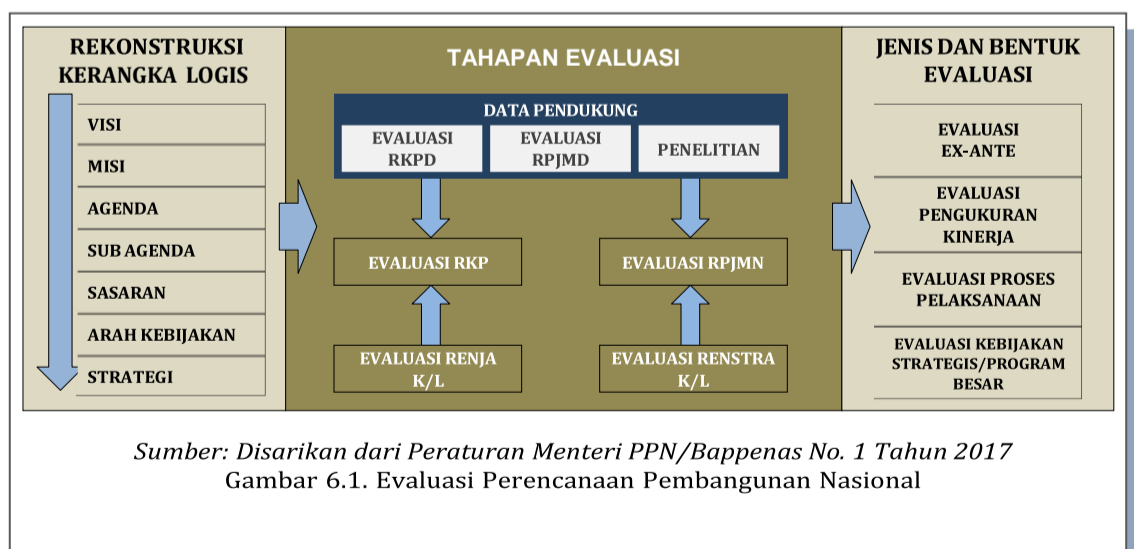 REKONSTRUKSI
KERANGKA LOGIS
VISI
MISI
AGENDA
SUB AGENDA
SASARAN
ARAH KEBIJAKAN
STRATEGI
TAHAPAN EVALUASI
DATA PENDUKUNG
EVALUASI
RKPD
EVALUASI
RPJMD
PENELITIAN
EVALUASI RKP
EVALUASI RPJMN
EVALUASI RENJA
K/L
EVALUASI RENSTRA
K/L
JENIS DAN BENTUK
EVALUASI
EVALUASI
EX-ANTE
EVALUASI
PENGUKURAN
KINERJA
EVALUASI PROSES
PELAKSANAAN
EVALUASI KEBIJAKAN
STRATEGIS/PROGRAM
BESAR
Sumber: Disarikan dari Peraturan Menteri PPN/Bappenas No. 1 Tahun 2017
Gambar 6.1. Evaluasi Perencanaan Pembangunan Nasional